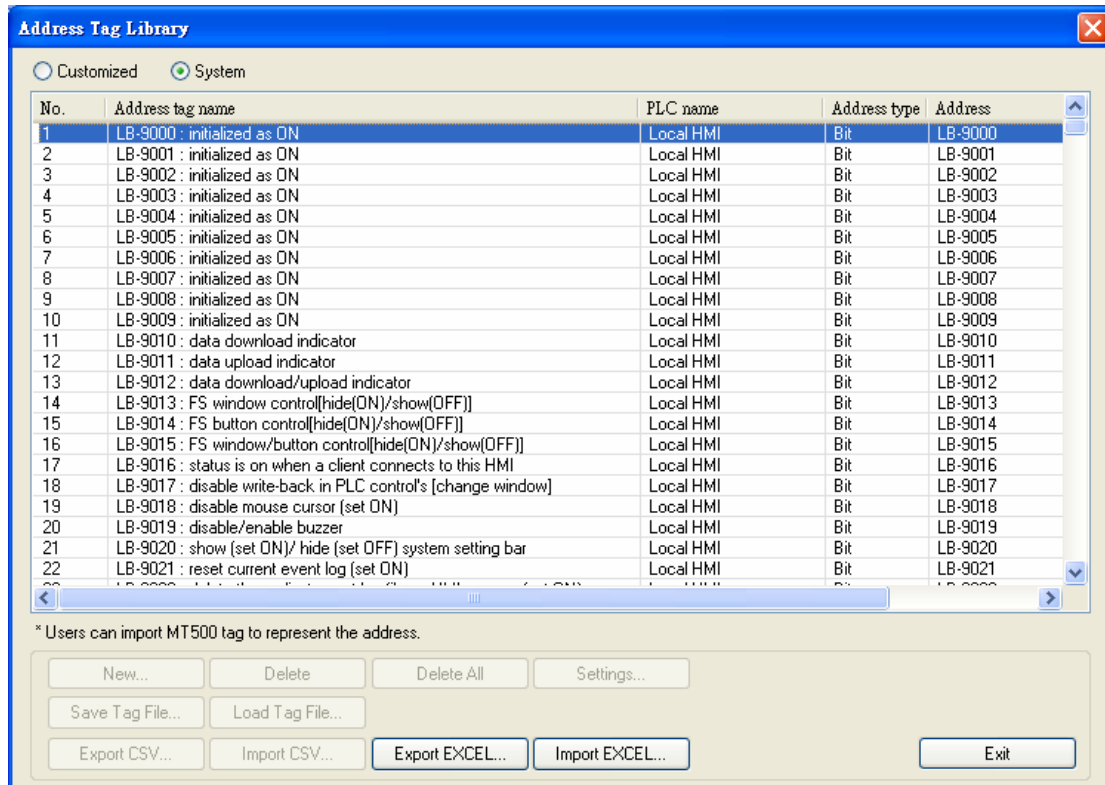 Address Tag Library
Customized System
No. Address tag name PLC name Address type Address
1 LB-9000 : initialized as ON Local HMI Bit LB-9000
2 LB-9001 : initialized as ON Local HMI Bit LB-9001
3 LB-9002 : initialized as ON Local HMI Bit LB-9002
4 LB-9003 : initialized as ON Local HMI Bit LB-9003
5 LB-9004 : initialized as ON Local HMI Bit LB-9004
6 LB-9005 : initialized as ON Local HMI Bit LB-9005
7 LB-9006 : initialized as ON Local HMI Bit LB-9006
8 LB-9007 : initialized as ON Local HMI Bit LB-9007
9 LB-9008 : initialized as ON Local HMI Bit LB-9008
10 LB-9009 : initialized as ON Local HMI Bit LB-9009
11 LB-9010 : data download indicator Local HMI Bit LB-9010
12 LB-9011 : data upload indicator Local HMI Bit LB-9011
13 LB-9012 : data download/upload indicator Local HMI Bit LB-9012
14 LB-9013 : FS window control[hide(ON)/show(OFF)] Local HMI Bit LB-9013
15 LB-9014 : FS button control[hide(ON)/show(OFF)] Local HMI Bit LB-9014
16 LB-9015 : FS window/button control[hide(ON)/show(OFF)] Local HMI Bit LB-9015
17 LB-9016 : status is on when a client connects to this HMI Local HMI Bit LB-9016
18 LB-9017 : disable write-back in PLC control's [change window] Local HMI Bit LB-9017
19 LB-9018 : disable mouse cursor (set ON) Local HMI Bit LB-9018
20 LB-9019 : disable/enable buzzer Local HMI Bit LB-9019
21 LB-9020 : show (set ON)/ hide (set OFF) system setting bar Local HMI Bit LB-9020
22 LB-9021 : reset current event log (set ON) Local HMI Bit LB-9021
* Users can import MT500 tag to represent the address.
New... Delete Delete All Settings...
Save Tag File... Load Tag File...
Export CSV... Import CSV... Export EXCEL... Import EXCEL... Exit